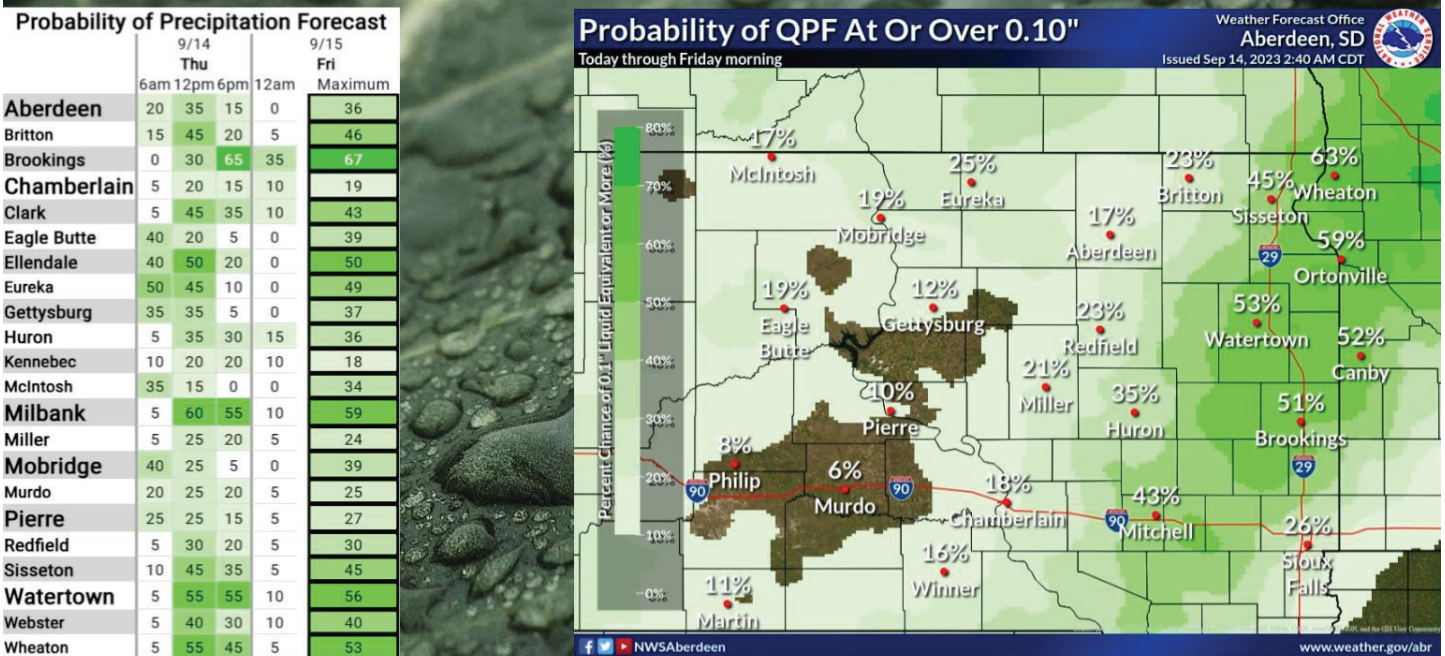 Probability of Precipitation Forecast
9/14 9/15
Thu Fri
6am 12pm 6pm 12am Maximum
Aberdeen 20 35 15 0 36
Britton 15 45 20 5 46
Brookings 0 30 65 35 67
Chamberlain 5 20 15 10 19
Clark 5 45 35 10 43
Eagle Butte 40 20 5 0 39
Ellendale 40 50 20 0 50
Eureka 50 45 10 0 49
Gettysburg 35 35 5 0 37
Huron 5 35 30 15 36
Kennebec 10 20 20 10 18
McIntosh 35 15 0 0 34
Milbank 5 60 55 10 59
Miller 5 25 20 5 24
Mobridge 40 25 5 0 39
Murdo 20 25 20 5 25
Pierre 25 25 15 5 27
Redfield 5 30 20 5 30
Sisseton 10 45 35 5 45
Watertown 5 55 55 10 56
Webster 5 40 30 10 40
Wheaton 5 55 45 5 53
Probability of QPF At Or Over 0.10"
Today through Friday morning
Weather Forecast Office
Aberdeen, SD
Issued Sep 14, 2023 2:40 AM CDT
NATIONAL WEATHER SERVICE
Percent Chance of 0.1" Liquid Equivalent or More (%)
80%
70%
60%
50%
40%
30%
20%
10%
0%
17%
McIntosh
25%
Eureka
23%
Britton
45%
Sisseton
63%
Wheaton
19%
Mobridge
17%
Aberdeen
29
59%
Ortonville
19%
Eagle
Butte
12%
Gettysburg
23%
Redfield
53%
Watertown
52%
Canby
21%
Miller
10%
Pierre
35%
Huron
51%
Brookings
29
8%
Philip
90
6%
Murdo
90
18%
Chamberlain
90
43%
Mitchell
26%
Sioux
Falls
16%
Winner
11%
Martin
NWSAberdeen
www.weather.gov/abr